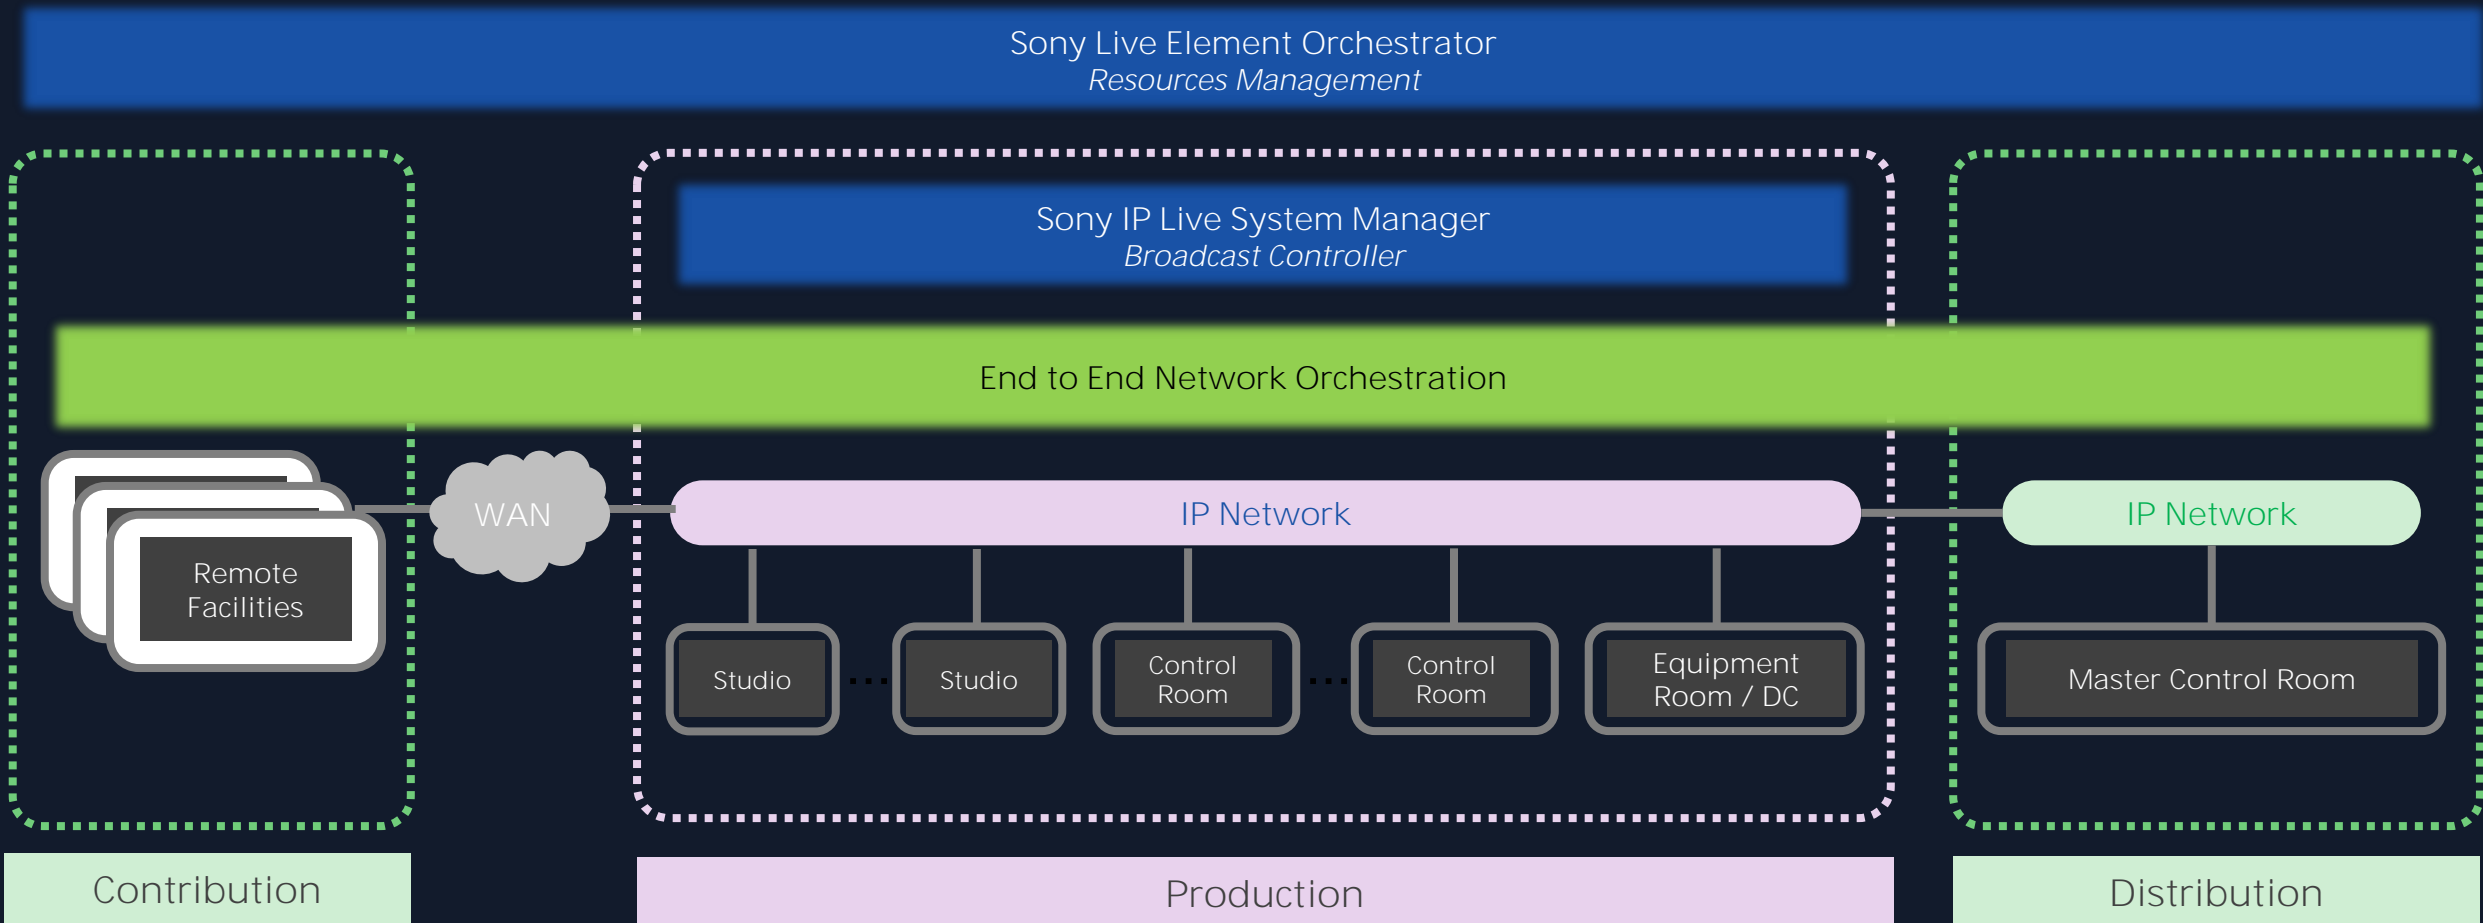 Sony Live Element Orchestrator
Resources Management
Sony IP Live System Manager
Broadcast Controller
End to End Network Orchestration
Remote
Facilities
WAN
IP Network
IP Network
Studio
...
Studio
Control
Room
...
Control
Room
Equipment
Room / DC
Master Control Room
Contribution
Production
Distribution